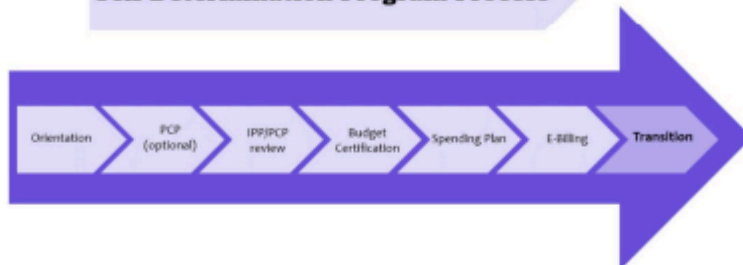 Self-Determination Program Process
Orientation
PCP
(optional)
IPP/PCP
review
Budget
Certification
Spending Plan
E-Billing
Transition